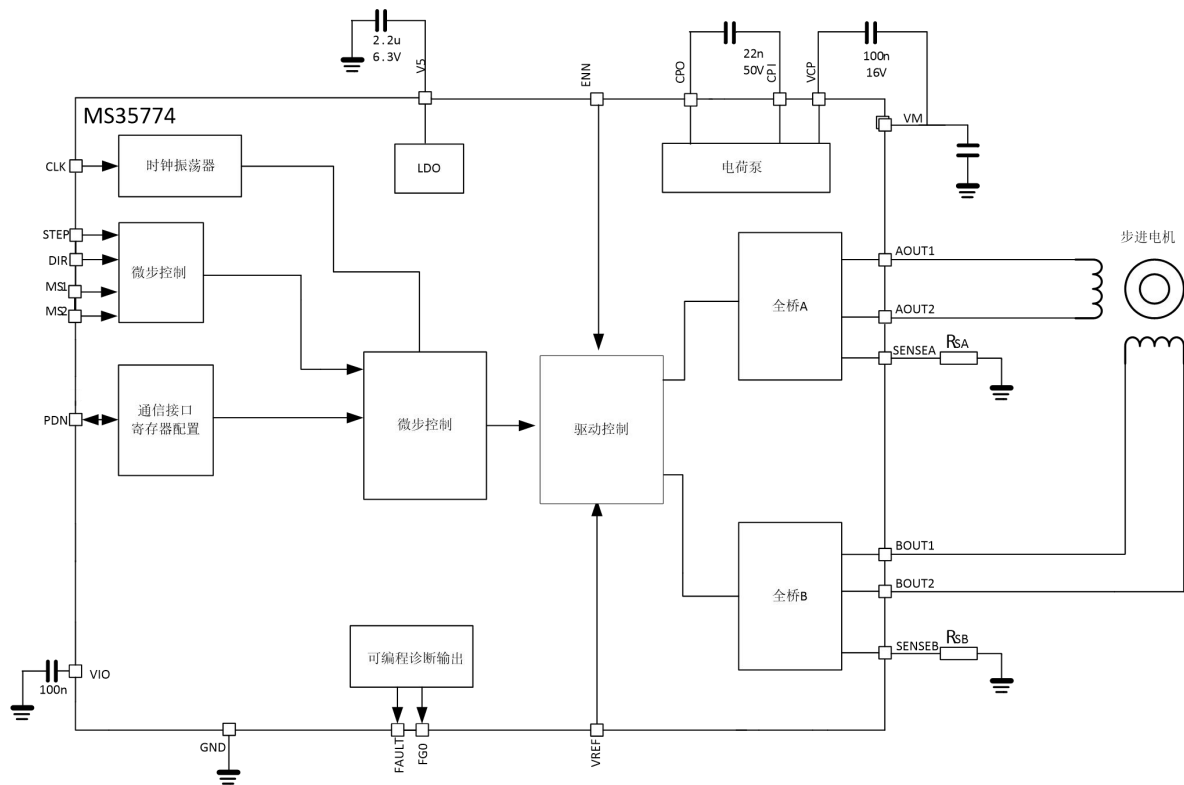 2.2u
6.3V
V5
ENN
CPO
22n
50V
CPI
VCP
100n
16V
MS35774
VM
CLK
时钟振荡器
LDO
电荷泵
STEP
DIR
MS1
MS2
微步控制
全桥A
AOUT1
AOUT2
SENSEA
RSA
步进电机
PDN
通信接口
寄存器配置
微步控制
驱动控制
全桥B
BOUT1
BOUT2
SENSEB
RSB
可编程诊断输出
VIO
100n
GND
FAULT
FG0
VREF